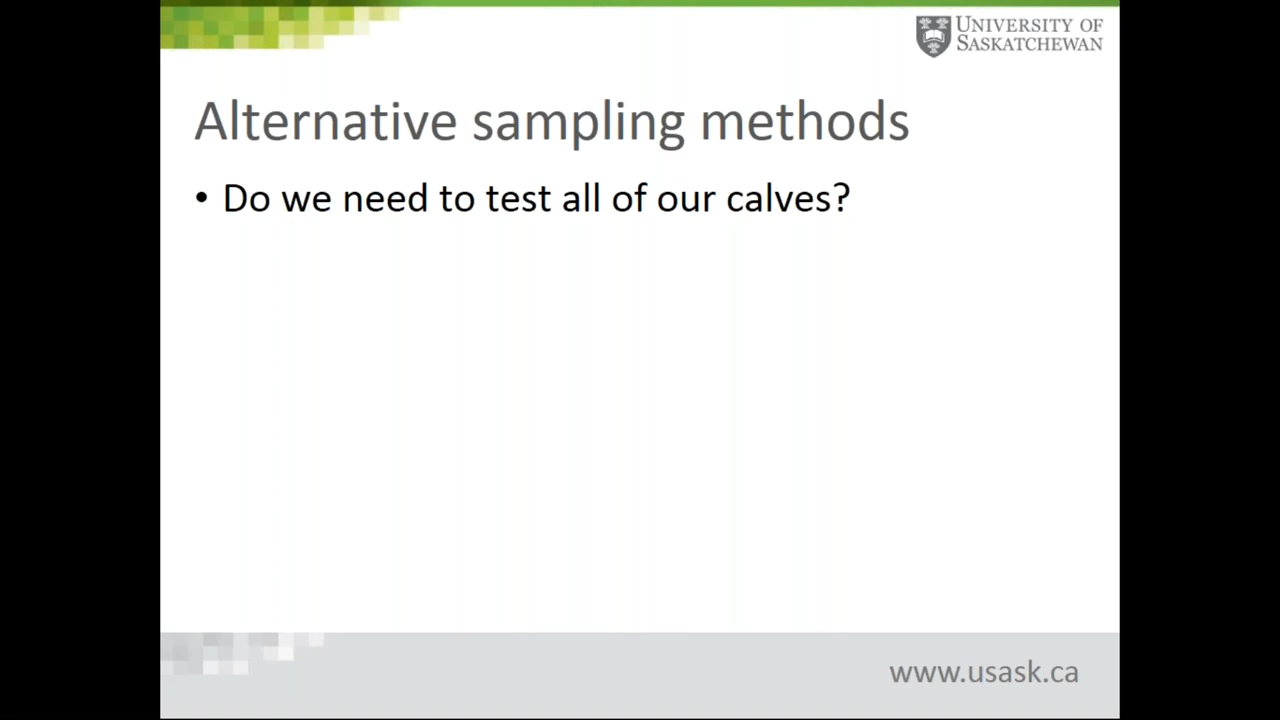 UNIVERSITY OF
SASKATCHEWAN
Alternative sampling methods
• Do we need to test all of our calves?
www.usask.ca